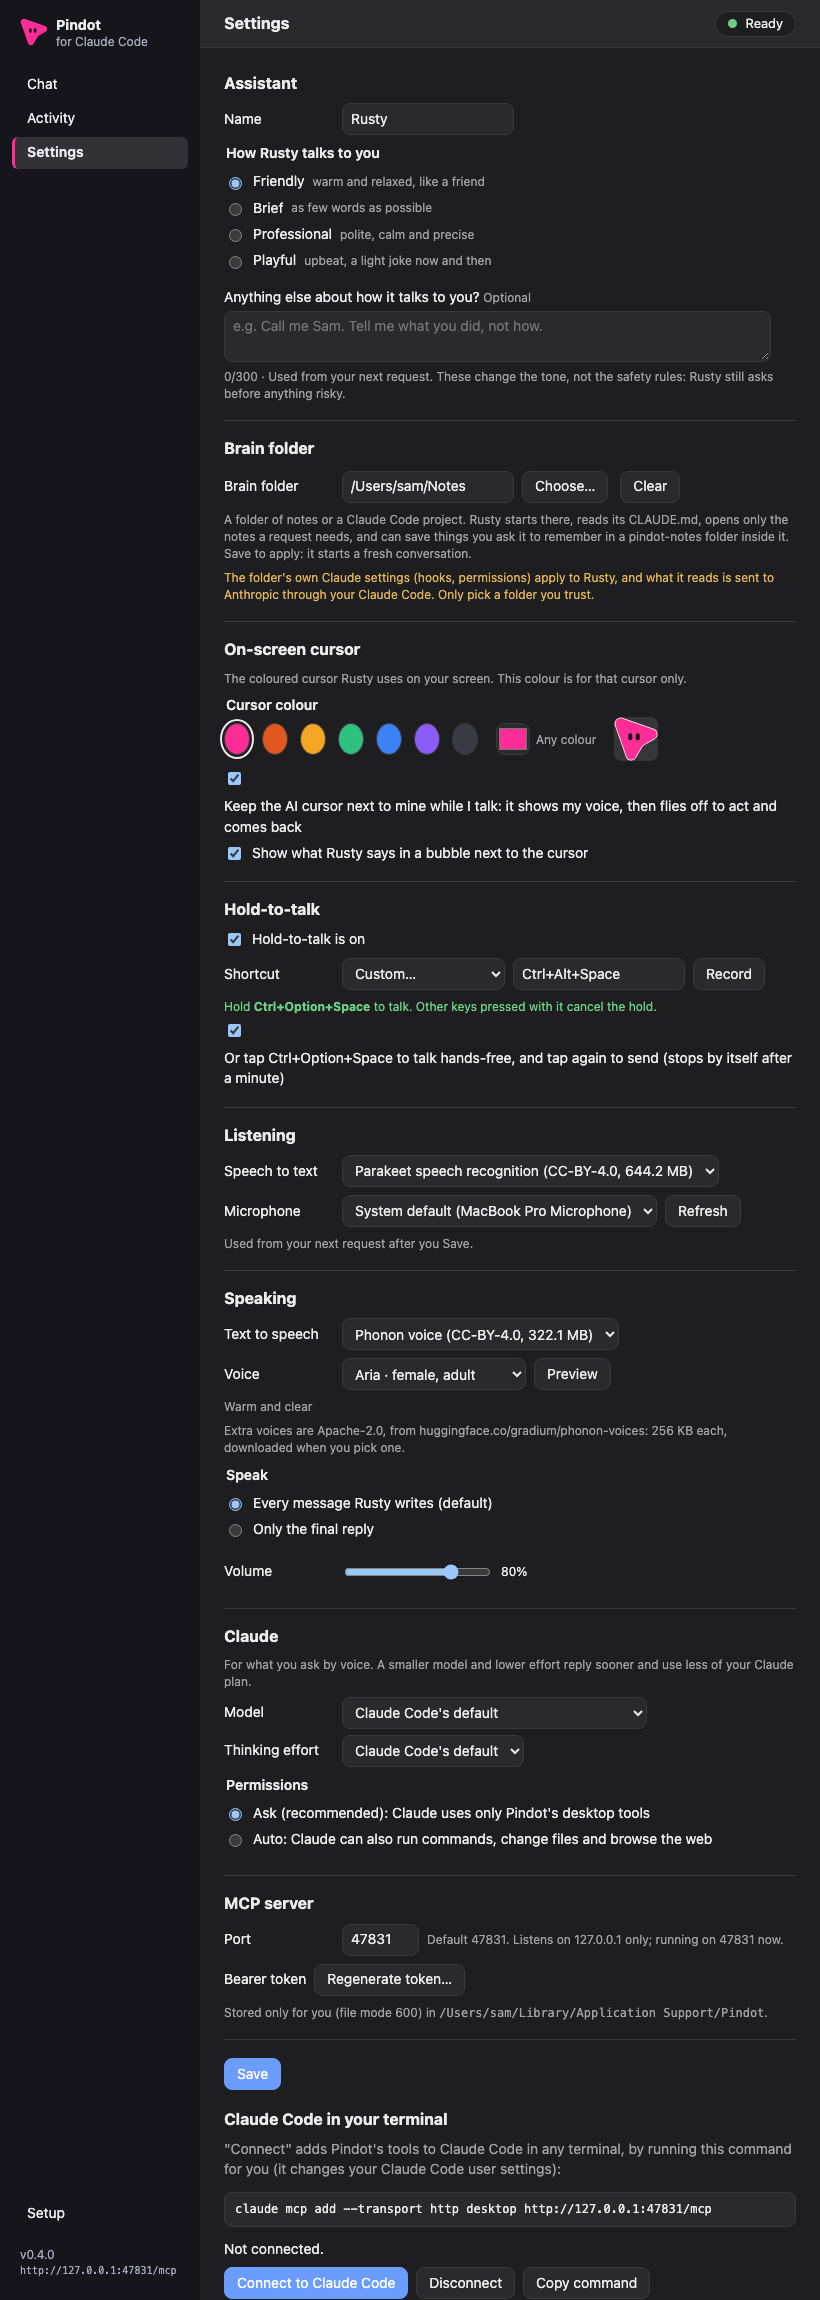 Pindot
for Claude Code
Chat
Activity
Settings
Setup
v0.4.0
http://127.0.0.1:47831/mcp
Settings
Ready
Assistant
Name
Rusty
How Rusty talks to you
Friendly warm and relaxed, like a friend
Brief as few words as possible
Professional polite, calm and precise
Playful upbeat, a light joke now and then
Anything else about how it talks to you? Optional
e.g. Call me Sam. Tell me what you did, not how.
0/300 · Used from your next request. These change the tone, not the safety rules: Rusty still asks
before anything risky.
Brain folder
Brain folder
/Users/sam/Notes
Choose...
Clear
A folder of notes or a Claude Code project. Rusty starts there, reads its CLAUDE.md, opens only the
notes a request needs, and can save things you ask it to remember in a pindot-notes folder inside it.
Save to apply: it starts a fresh conversation.
The folder's own Claude settings (hooks, permissions) apply to Rusty, and what it reads is sent to
Anthropic through your Claude Code. Only pick a folder you trust.
On-screen cursor
The coloured cursor Rusty uses on your screen. This colour is for that cursor only.
Cursor colour
Any colour
Keep the AI cursor next to mine while I talk: it shows my voice, then flies off to act and
comes back
Show what Rusty says in a bubble next to the cursor
Hold-to-talk
Hold-to-talk is on
Shortcut
Custom...
Ctrl+Alt+Space
Record
Hold Ctrl+Option+Space to talk. Other keys pressed with it cancel the hold.
Or tap Ctrl+Option+Space to talk hands-free, and tap again to send (stops by itself after
a minute)
Listening
Speech to text
Parakeet speech recognition (CC-BY-4.0, 644.2 MB)
Microphone
System default (MacBook Pro Microphone)
Refresh
Used from your next request after you Save.
Speaking
Text to speech
Phonon voice (CC-BY-4.0, 322.1 MB)
Voice
Aria · female, adult
Preview
Warm and clear
Extra voices are Apache-2.0, from huggingface.co/gradium/phonon-voices: 256 KB each,
downloaded when you pick one.
Speak
Every message Rusty writes (default)
Only the final reply
Volume
80%
Claude
For what you ask by voice. A smaller model and lower effort reply sooner and use less of your Claude
plan.
Model
Claude Code's default
Thinking effort
Claude Code's default
Permissions
Ask (recommended): Claude uses only Pindot's desktop tools
Auto: Claude can also run commands, change files and browse the web
MCP server
Port
47831
Default 47831. Listens on 127.0.0.1 only; running on 47831 now.
Bearer token
Regenerate token...
Stored only for you (file mode 600) in /Users/sam/Library/Application Support/Pindot.
Save
Claude Code in your terminal
"Connect" adds Pindot's tools to Claude Code in any terminal, by running this command
for you (it changes your Claude Code user settings):
claude mcp add --transport http desktop http://127.0.0.1:47831/mcp
Not connected.
Connect to Claude Code
Disconnect
Copy command